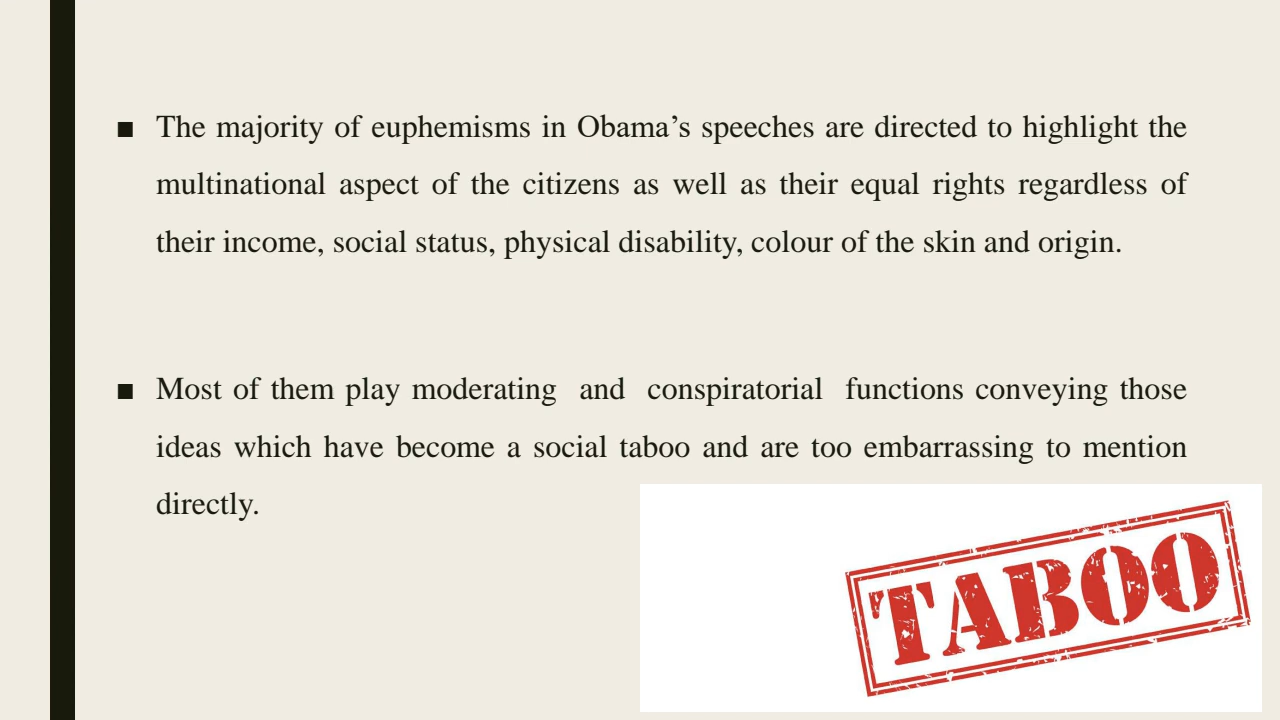 ■ The majority of euphemisms in Obama’s speeches are directed to highlight the
multinational aspect of the citizens as well as their equal rights regardless of
their income, social status, physical disability, colour of the skin and origin.
■ Most of them play moderating and conspiratorial functions conveying those
ideas which have become a social taboo and are too embarrassing to mention
directly.
TABOO